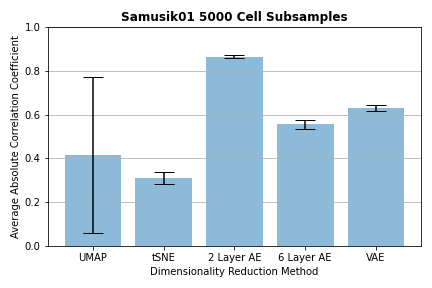 Samusik01 5000 Cell Subsamples
Average Absolute Correlation Coefficient
1.0
0.8
0.6
0.4
0.2
0.0
UMAP tSNE 2 Layer AE 6 Layer AE VAE
Dimensionality Reduction Method